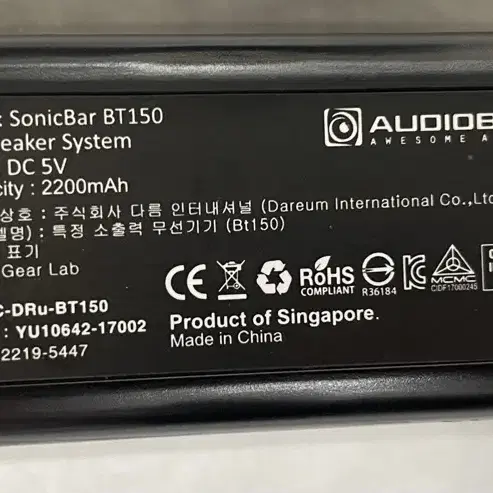 SonicBar BT150
AUDIOB
AWESOME A
eaker System
DC 5V
city : 2200mAh
상호 : 주식회사 다름 인터내셔널 (Dareum International Co.,Ltd
델명) : 특정 소출력 무선기기 (Bt150)
표기
Gear Lab
C-DRu-BT150
: YU10642-17002
2219-5447
CE
RoHS
COMPLIANT
R36184
MCMC
CIDF17000245
Product of Singapore.
Made in China